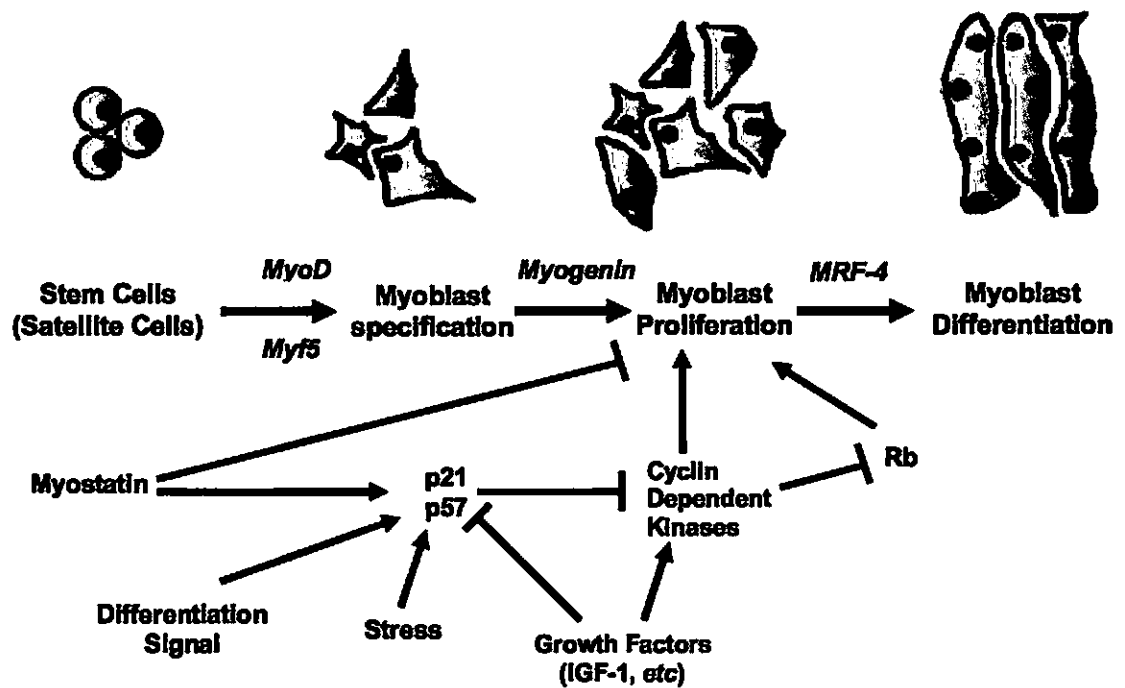 MyoD
Myogenin
MRF-4
Stem Cells
(Satellite Cells)
Myf5
Myoblast
specification
Myoblast
Proliferation
Myoblast
Differentiation
Myostatin
p21
p57
Cyclin
Dependent
Kinases
Rb
Differentiation
Signal
Stress
Growth Factors
(IGF-1, etc)